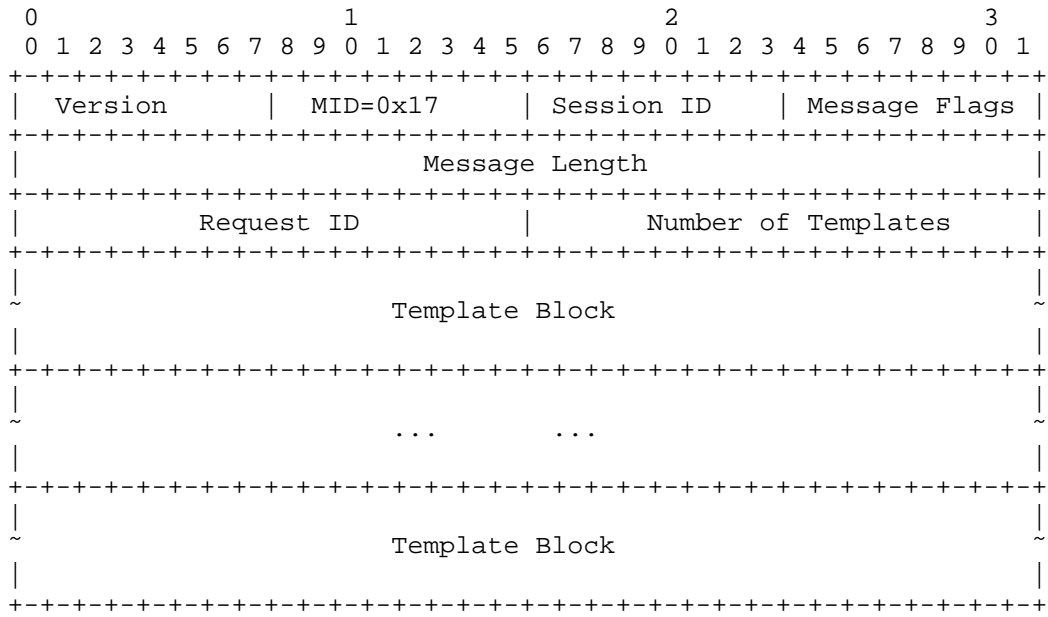 0                   1                   2                   3
 0 1 2 3 4 5 6 7 8 9 0 1 2 3 4 5 6 7 8 9 0 1 2 3 4 5 6 7 8 9 0 1
+-+-+-+-+-+-+-+-+-+-+-+-+-+-+-+-+-+-+-+-+-+-+-+-+-+-+-+-+-+-+-+-+
|  Version      |  MID=0x17     | Session ID    | Message Flags |
+-+-+-+-+-+-+-+-+-+-+-+-+-+-+-+-+-+-+-+-+-+-+-+-+-+-+-+-+-+-+-+-+
|                         Message Length                        |
+-+-+-+-+-+-+-+-+-+-+-+-+-+-+-+-+-+-+-+-+-+-+-+-+-+-+-+-+-+-+-+-+
|           Request ID          |       Number of Templates     |
+-+-+-+-+-+-+-+-+-+-+-+-+-+-+-+-+-+-+-+-+-+-+-+-+-+-+-+-+-+-+-+-+
|                                                               |
~                       Template Block                          ~
|                                                               |
+-+-+-+-+-+-+-+-+-+-+-+-+-+-+-+-+-+-+-+-+-+-+-+-+-+-+-+-+-+-+-+-+
|                                                               |
~                       ...       ...                           ~
|                                                               |
+-+-+-+-+-+-+-+-+-+-+-+-+-+-+-+-+-+-+-+-+-+-+-+-+-+-+-+-+-+-+-+-+
|                                                               |
~                       Template Block                          ~
|                                                               |
+-+-+-+-+-+-+-+-+-+-+-+-+-+-+-+-+-+-+-+-+-+-+-+-+-+-+-+-+-+-+-+-+